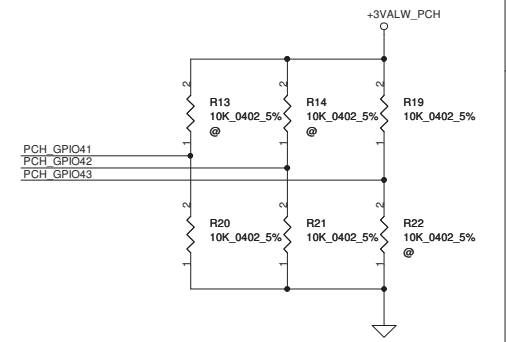 +3VALW_PCH
2 2 2
R13 R14 R19
10K_0402_5% 10K_0402_5% 10K_0402_5%
@ @
1 1 1
PCH_GPIO41
PCH_GPIO42
PCH_GPIO43
2 2 2
R20 R21 R22
10K_0402_5% 10K_0402_5% 10K_0402_5%
@
1 1 1